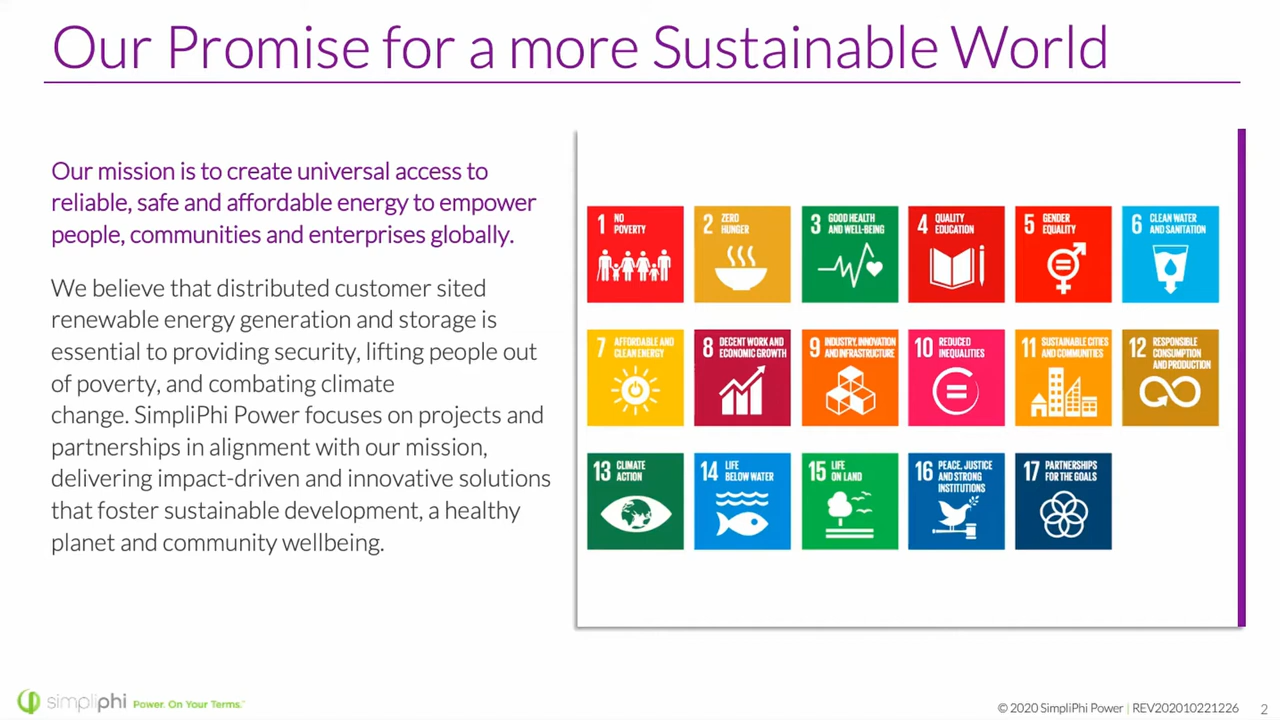 Our Promise for a more Sustainable World
Our mission is to create universal access to
reliable, safe and affordable energy to empower
people, communities and enterprises globally.
We believe that distributed customer sited
renewable energy generation and storage is
essential to providing security, lifting people out
of poverty, and combating climate
change. SimpliPhi Power focuses on projects and
partnerships in alignment with our mission,
delivering impact-driven and innovative solutions
that foster sustainable development, a healthy
planet and community wellbeing.
1 NO
POVERTY
2 ZERO
HUNGER
3 GOOD HEALTH
AND WELL-BEING
4 QUALITY
EDUCATION
5 GENDER
EQUALITY
6 CLEAN WATER
AND SANITATION
7 AFFORDABLE AND
CLEAN ENERGY
8 DECENT WORK AND
ECONOMIC GROWTH
9 INDUSTRY, INNOVATION
AND INFRASTRUCTURE
10 REDUCED
INEQUALITIES
11 SUSTAINABLE CITIES
AND COMMUNITIES
12 RESPONSIBLE
CONSUMPTION
AND PRODUCTION
13 CLIMATE
ACTION
14 LIFE
BELOW WATER
15 LIFE
ON LAND
16 PEACE, JUSTICE
AND STRONG
INSTITUTIONS
17 PARTNERSHIPS
FOR THE GOALS
simpliphi Power. On Your Terms.™
© 2020 SimpliPhi Power | REV202010221226 2